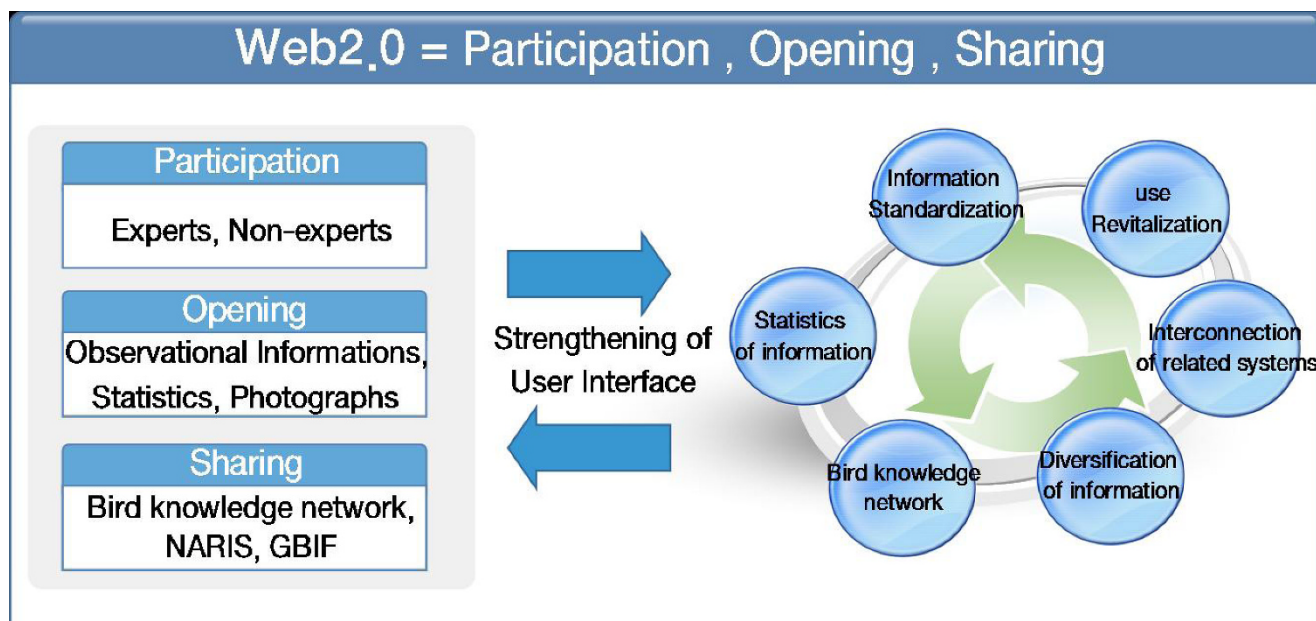 Web2.0 = Participation , Opening , Sharing
Participation
Experts, Non-experts
Opening
Observational Informations,
Statistics, Photographs
Sharing
Bird knowledge network,
NARIS, GBIF
Strengthening of
User Interface
Information
Standardization
use
Revitalization
Statistics
of information
Interconnection
of related systems
Bird knowledge
network
Diversification
of information